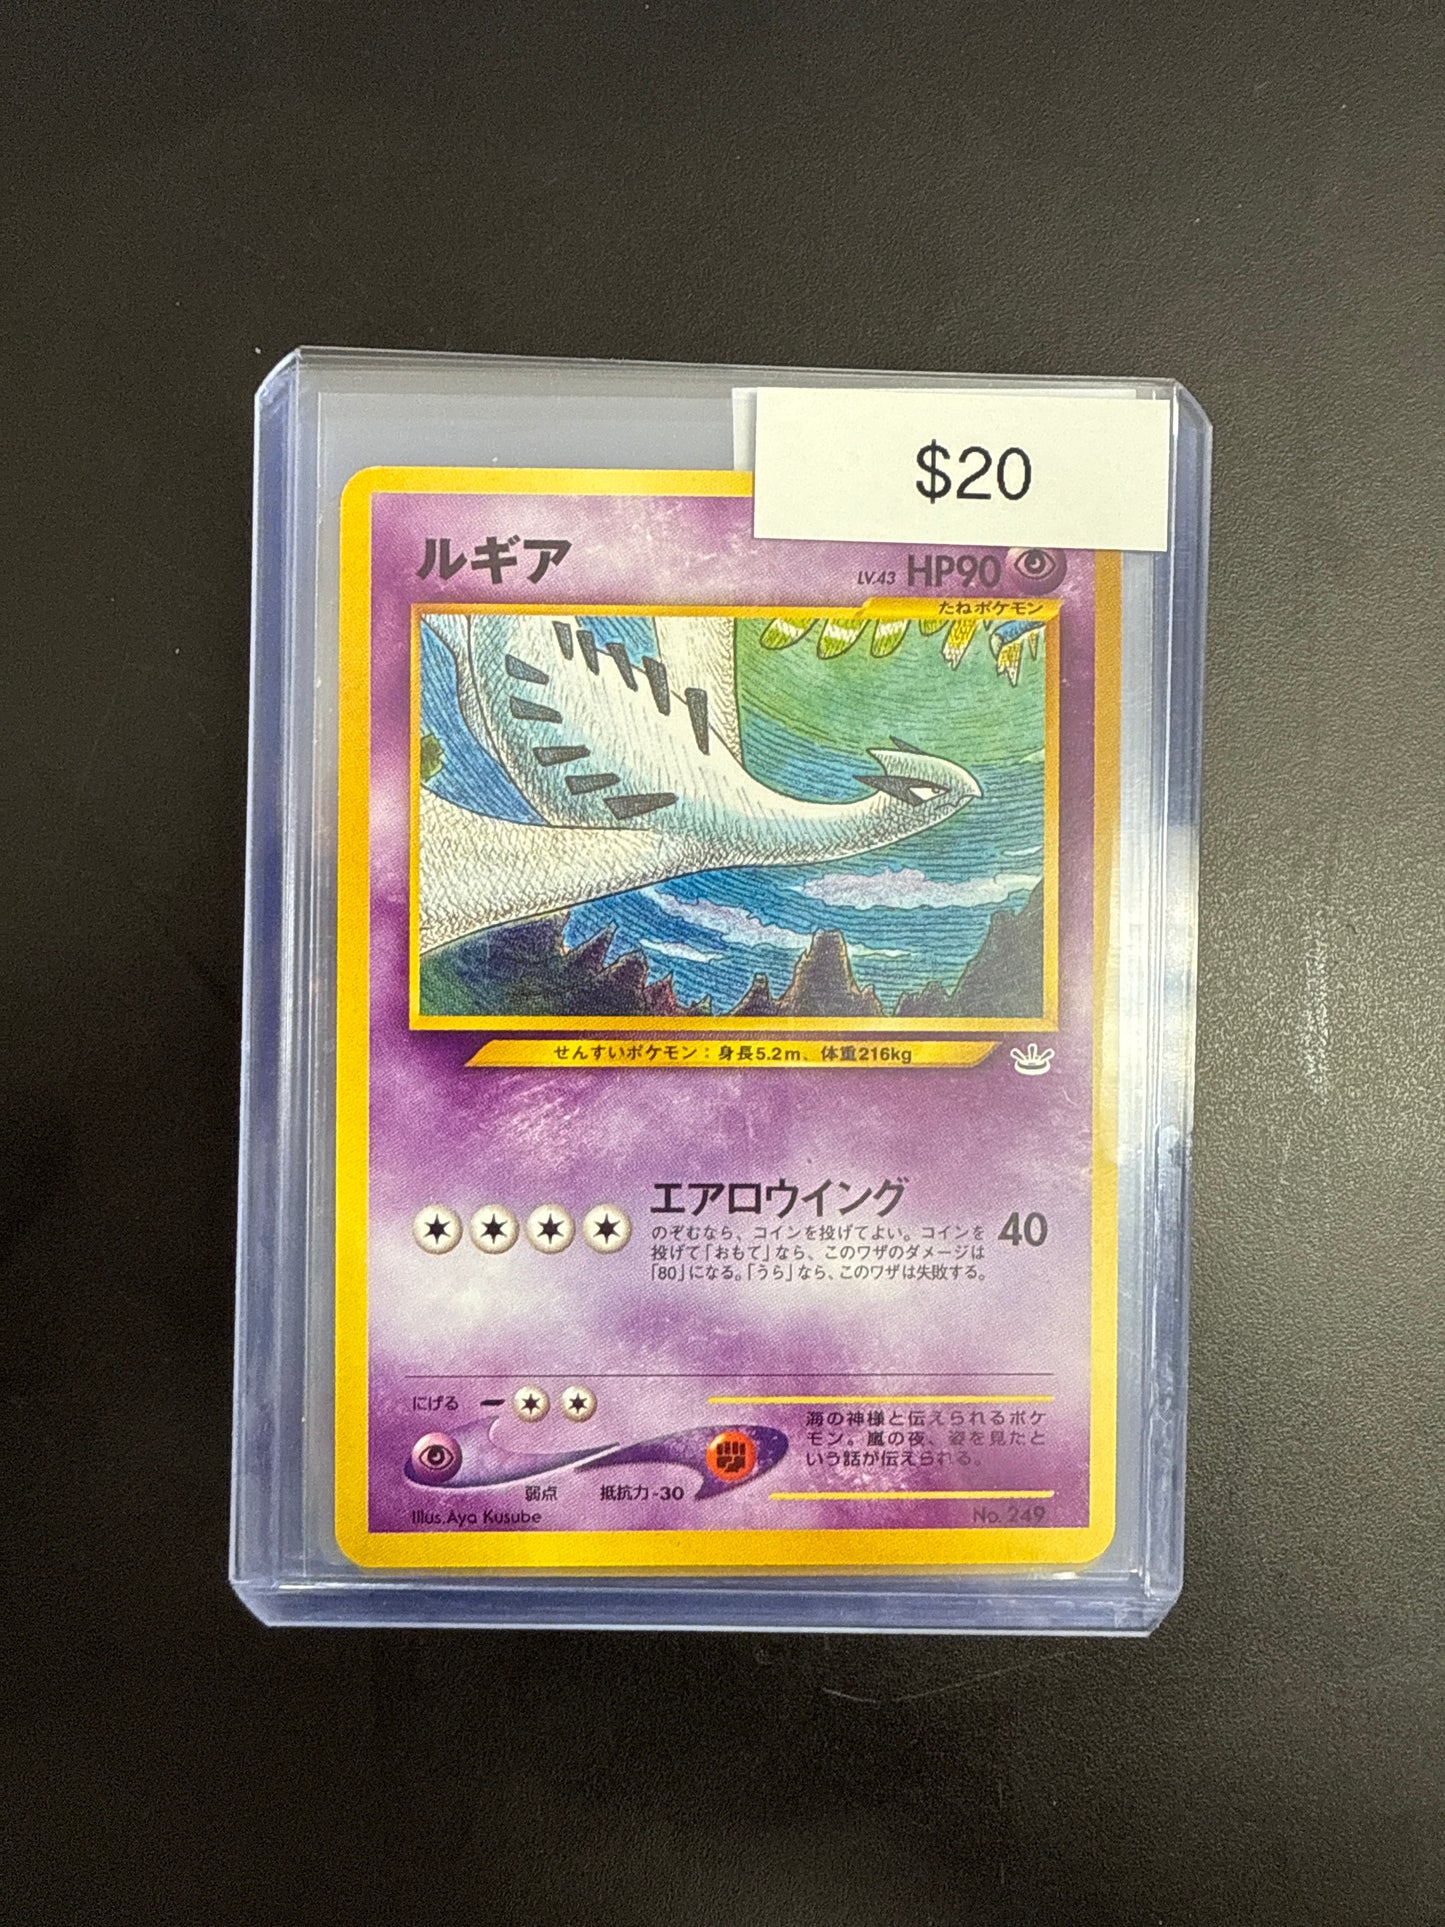 $20
ルギア
LV.43 HP90
たねポケモン
せんすいポケモン：身長5.2m、体重216kg
エアロウイング
のぞむなら、コインを投げてよい。コインを
投げて「おもて」なら、このワザのダメージは
「80」になる。「うら」なら、このワザは失敗する。
40
にげる
海の神様と伝えられるポケ
モン。嵐の夜、姿を見たと
いう話が伝えられる。
弱点
抵抗力-30
Illus.Aya Kusube
No. 249